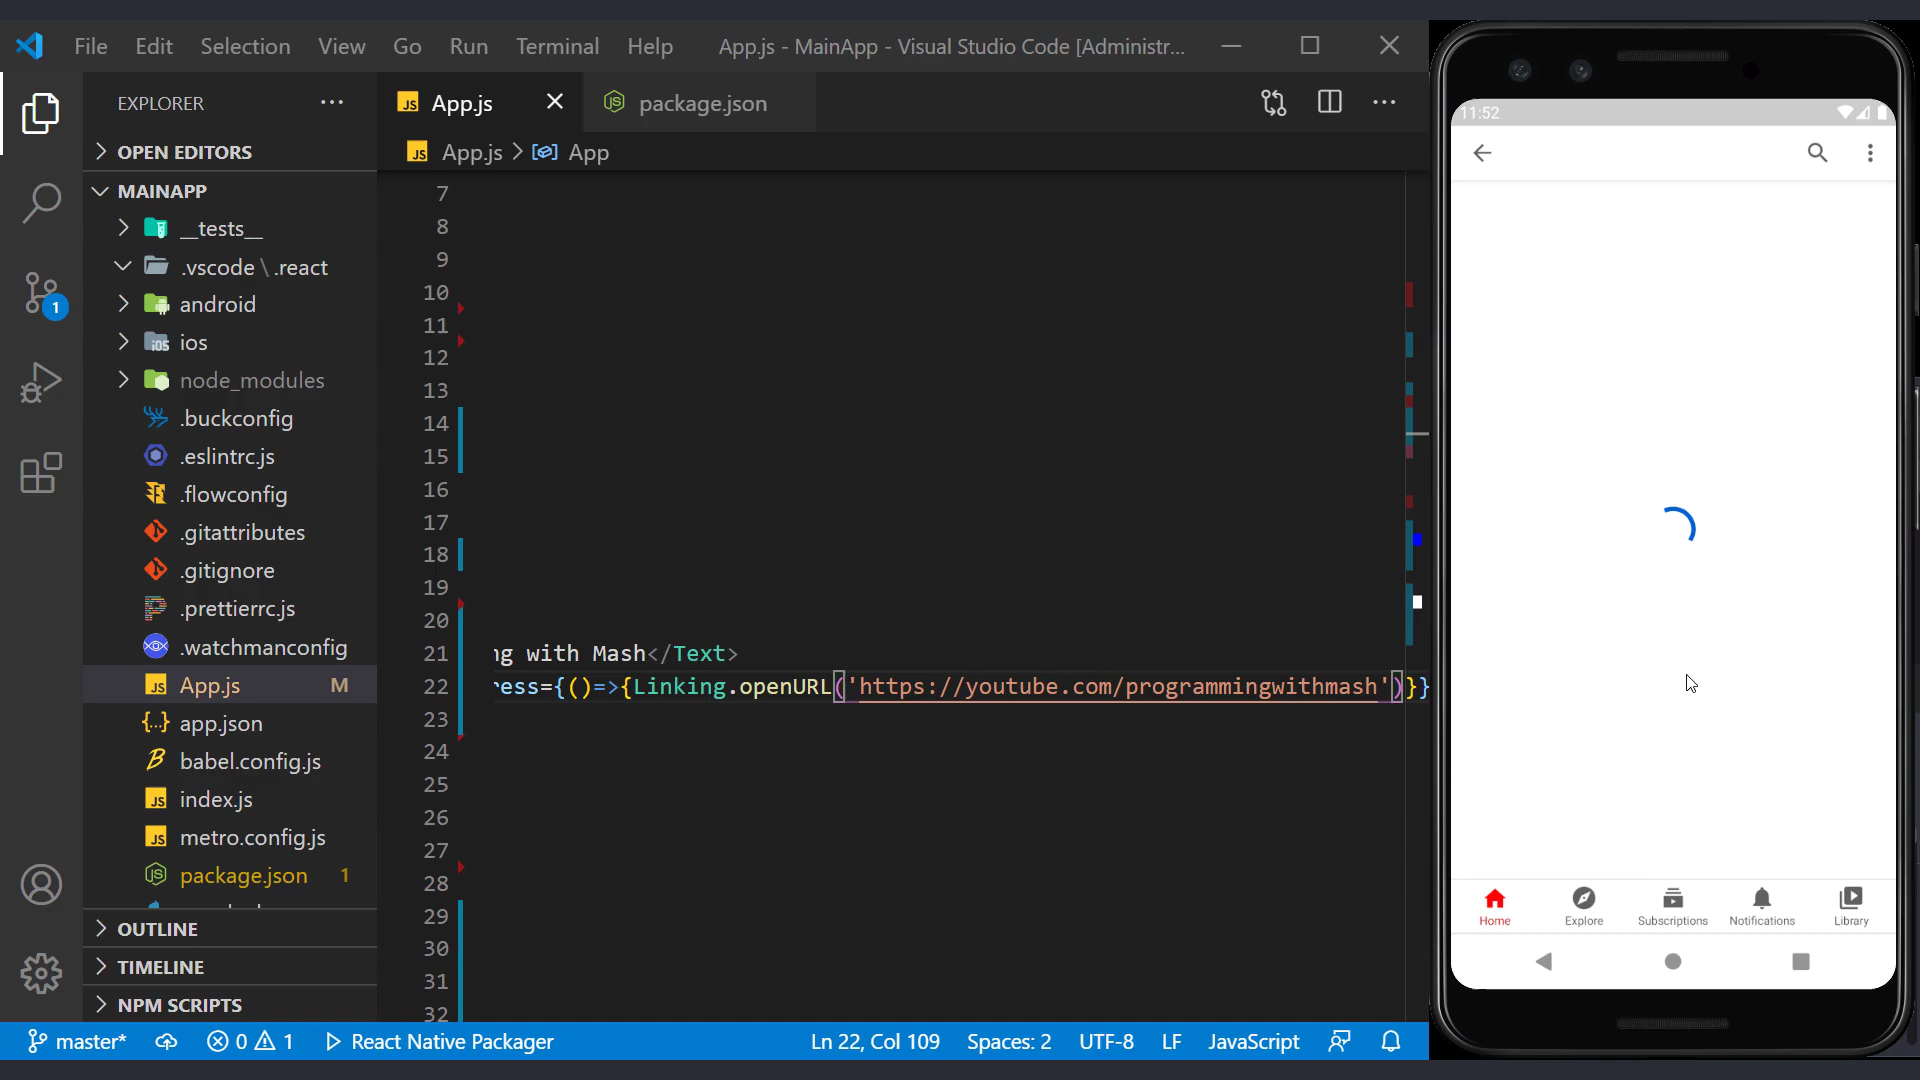 File Edit Selection View Go Run Terminal Help App.js - MainApp - Visual Studio Code [Administr...
EXPLORER
OPEN EDITORS
MAINAPP
__tests__
.vscode \ .react
android
ios
node_modules
.buckconfig
.eslintrc.js
.flowconfig
.gitattributes
.gitignore
.prettierrc.js
.watchmanconfig
App.js M
app.json
babel.config.js
index.js
metro.config.js
package.json 1
OUTLINE
TIMELINE
NPM SCRIPTS
1
App.js package.json
App.js > App
7
8
9
10
11
12
13
14
15
16
17
18
19
20
21 ng with Mash</Text>
22 ress={()=>{Linking.openURL('https://youtube.com/programmingwithmash')}}
23
24
25
26
27
28
29
30
31
32
master* 0 1 React Native Packager Ln 22, Col 109 Spaces: 2 UTF-8 LF JavaScript
11:52
Home Explore Subscriptions Notifications Library